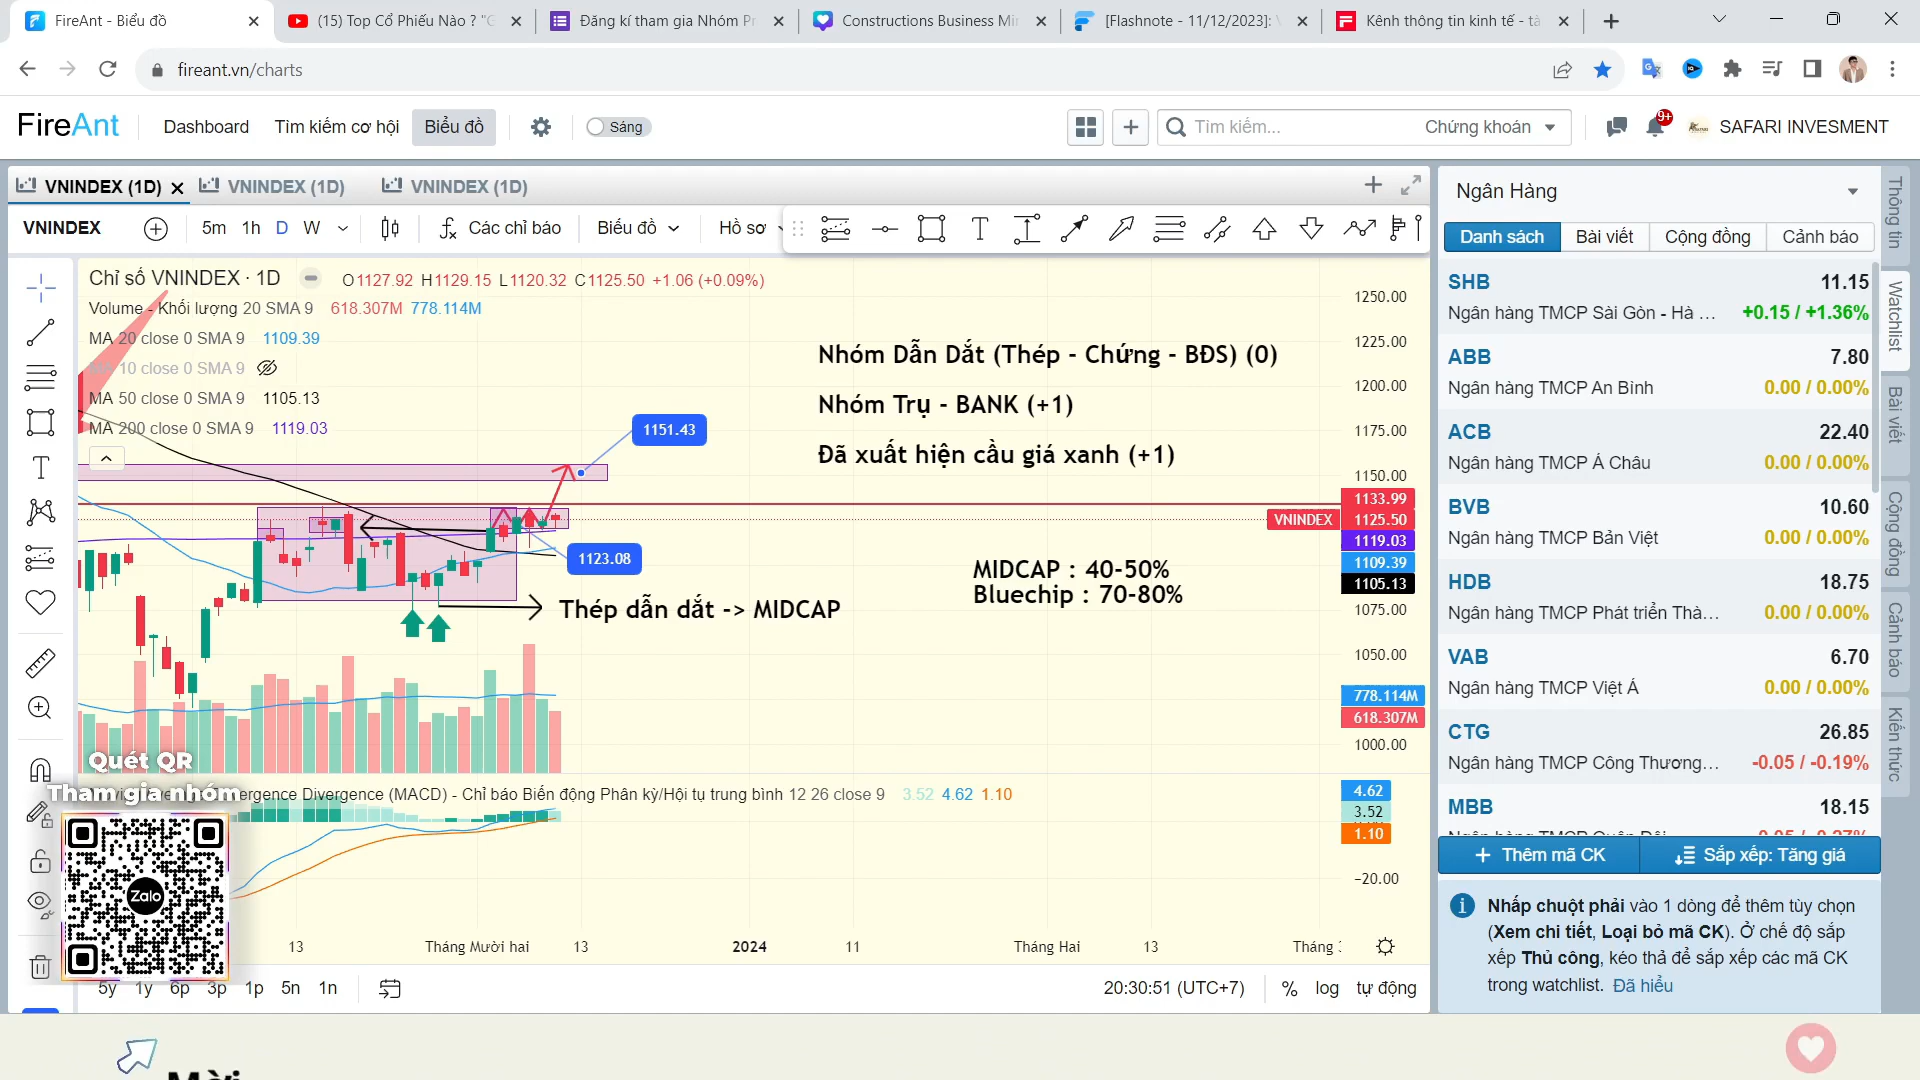 FireAnt - Biểu đồ
(15) Top Cổ Phiếu Nào ? "G
Đăng kí tham gia Nhóm Pr
Constructions Business Mi
[Flashnote - 11/12/2023]:
Kênh thông tin kinh tế - tà
fireant.vn/charts
FireAnt
Dashboard
Tìm kiếm cơ hội
Biểu đồ
Sáng
Tìm kiếm...
Chứng khoán
9+
SAFARI INVESMENT
VNINDEX (1D)
VNINDEX (1D)
VNINDEX (1D)
VNINDEX
5m 1h D W
Các chỉ báo
Biểu đồ
Hồ sơ
Chỉ số VNINDEX · 1D
O1127.92 H1129.15 L1120.32 C1125.50 +1.06 (+0.09%)
Volume - Khối lượng 20 SMA 9 618.307M 778.114M
MA 20 close 0 SMA 9 1109.39
MA 10 close 0 SMA 9
MA 50 close 0 SMA 9 1105.13
MA 200 close 0 SMA 9 1119.03
Nhóm Dẫn Dắt (Thép - Chứng - BĐS) (0)
Nhóm Trụ - BANK (+1)
Đã xuất hiện cầu giá xanh (+1)
1151.43
1123.08
Thép dẫn dắt -> MIDCAP
MIDCAP : 40-50%
Bluechip : 70-80%
1250.00
1225.00
1200.00
1175.00
1150.00
1133.99
VNINDEX 1125.50
1119.03
1109.39
1105.13
1075.00
1050.00
778.114M
618.307M
1000.00
Quét QR
Tham gia nhóm
ergence Divergence (MACD) - Chỉ báo Biến động Phân kỳ/Hội tụ trung bình 12 26 close 9 3.52 4.62 1.10
4.62
3.52
1.10
−20.00
Zalo
13
Tháng Mười hai
13
2024
11
Tháng Hai
13
Tháng
5y 1y 6p 3p 1p 5n 1n
20:30:51 (UTC+7)
% log tự động
Mời
Ngân Hàng
Danh sách
Bài viết
Cộng đồng
Cảnh báo
SHB 11.15
Ngân hàng TMCP Sài Gòn - Hà ... +0.15 / +1.36%
ABB 7.80
Ngân hàng TMCP An Bình 0.00 / 0.00%
ACB 22.40
Ngân hàng TMCP Á Châu 0.00 / 0.00%
BVB 10.60
Ngân hàng TMCP Bản Việt 0.00 / 0.00%
HDB 18.75
Ngân hàng TMCP Phát triển Thà... 0.00 / 0.00%
VAB 6.70
Ngân hàng TMCP Việt Á 0.00 / 0.00%
CTG 26.85
Ngân hàng TMCP Công Thương... -0.05 / -0.19%
MBB 18.15
Ngân hàng TMCP Quân Đội -0.05 / -0.27%
Thêm mã CK
Sắp xếp: Tăng giá
Nhấp chuột phải vào 1 dòng để thêm tùy chọn
(Xem chi tiết, Loại bỏ mã CK). Ở chế độ sắp
xếp Thủ công, kéo thả để sắp xếp các mã CK
trong watchlist. Đã hiểu
Thông tin
Watchlist
Bài viết
Cộng đồng
Cảnh báo
Kiến thức